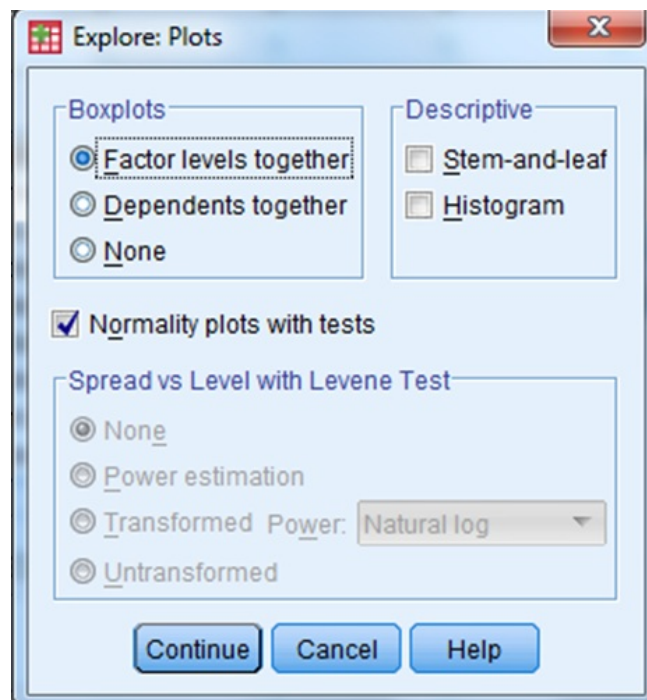 Explore: Plots
Boxplots
Factor levels together
Dependents together
None
Descriptive
Stem-and-leaf
Histogram
Normality plots with tests
Spread vs Level with Levene Test
None
Power estimation
Transformed Power: Natural log
Untransformed
Continue Cancel Help